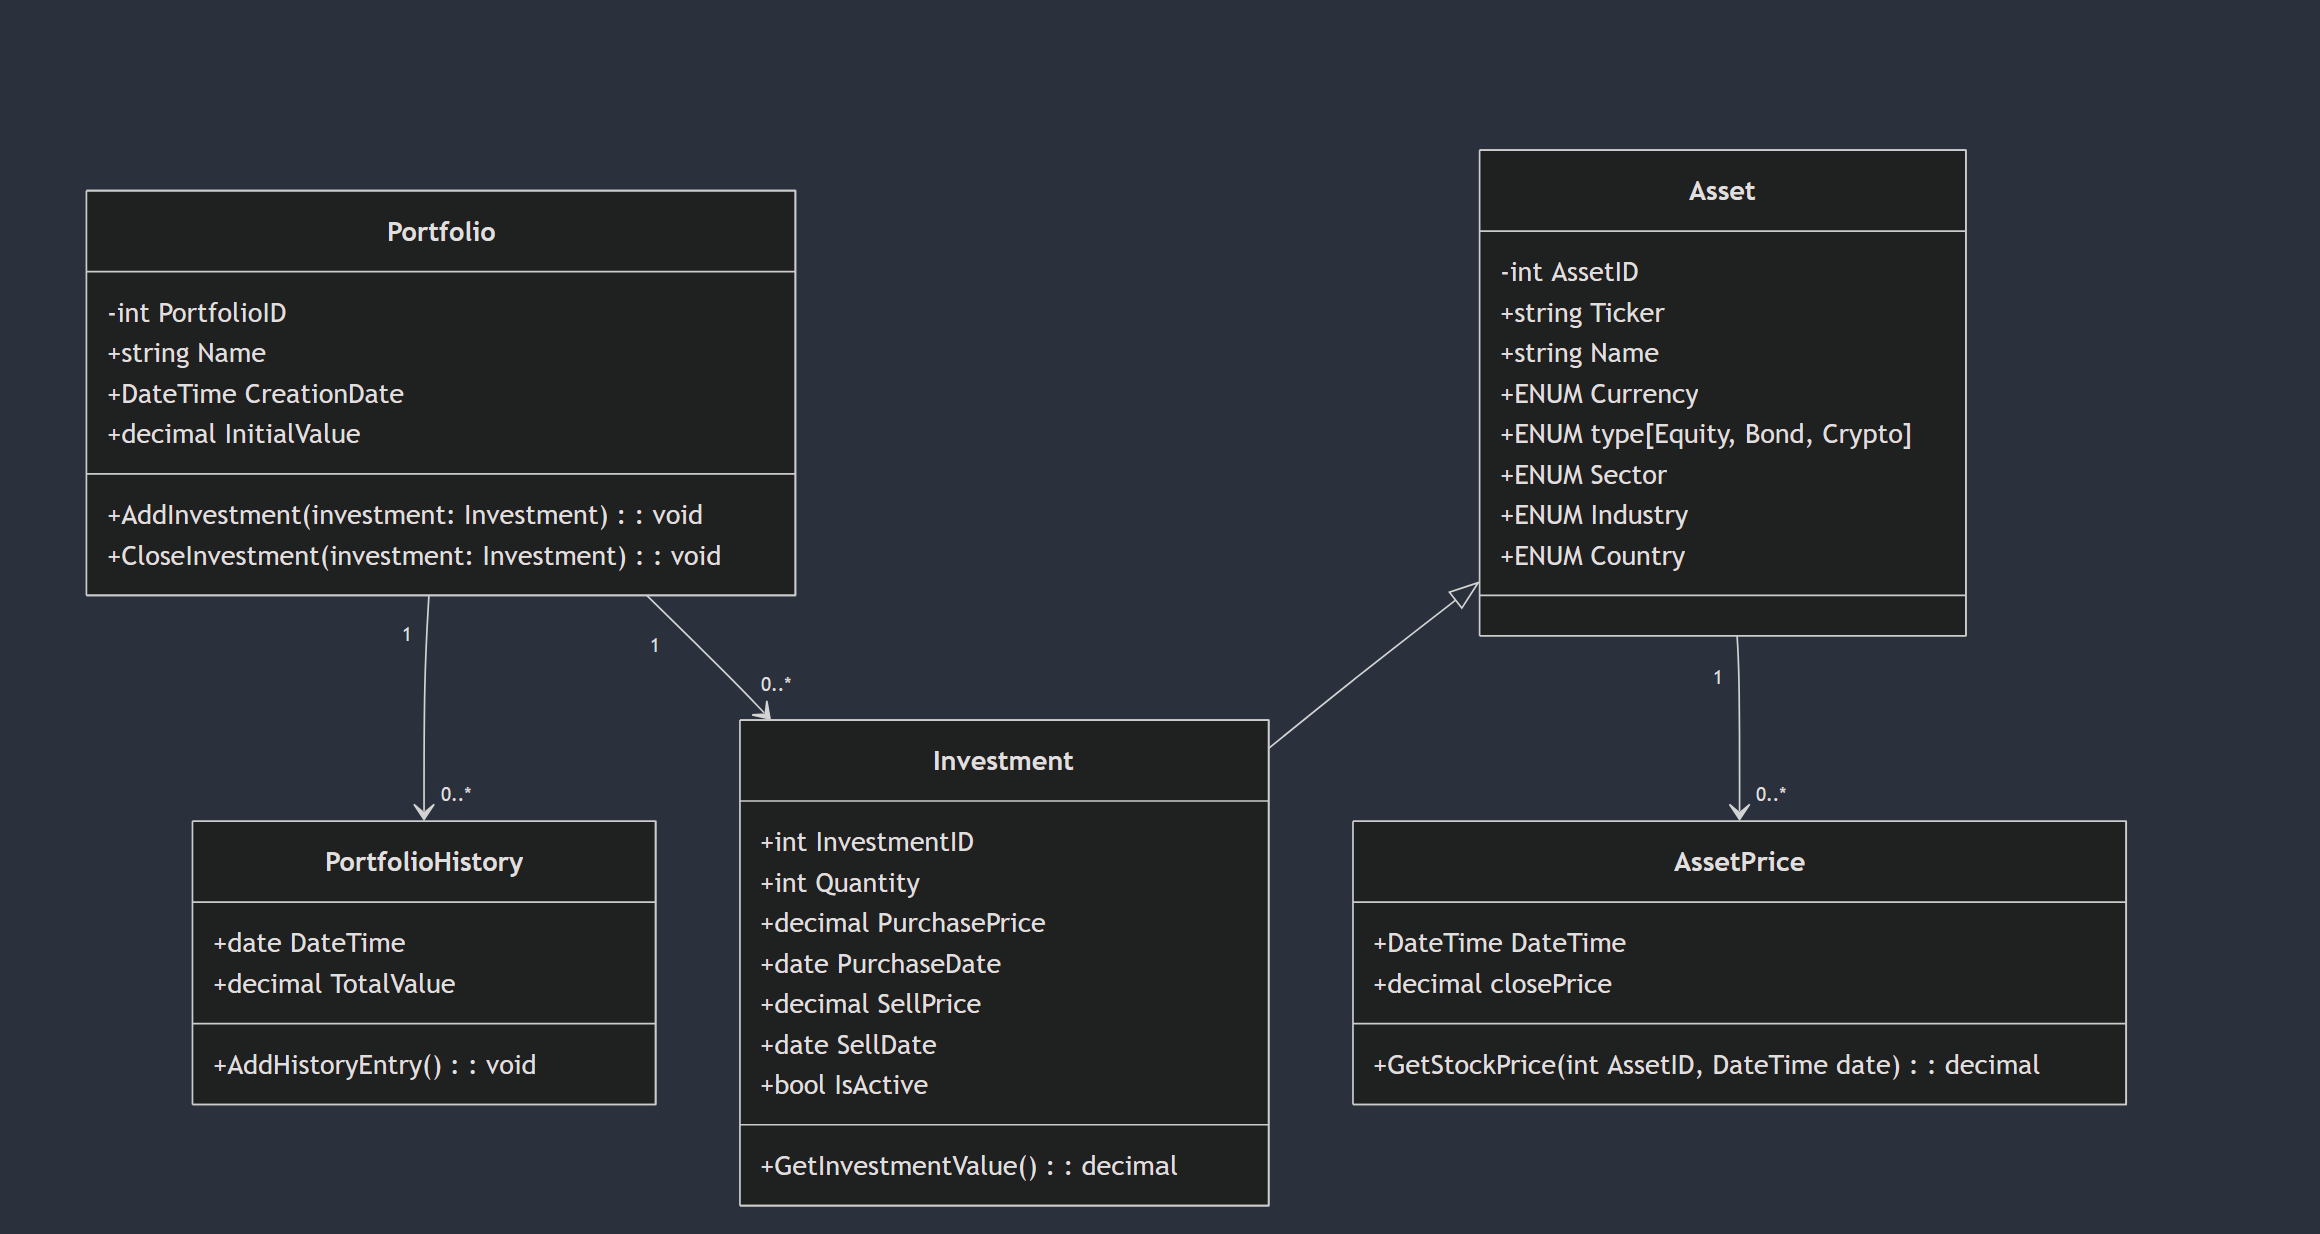 Portfolio
-int PortfolioID
+string Name
+DateTime CreationDate
+decimal InitialValue
+AddInvestment(investment: Investment) : : void
+CloseInvestment(investment: Investment) : : void
Asset
-int AssetID
+string Ticker
+string Name
+ENUM Currency
+ENUM type[Equity, Bond, Crypto]
+ENUM Sector
+ENUM Industry
+ENUM Country
1
0..*
1
0..*
1
0..*
PortfolioHistory
+date DateTime
+decimal TotalValue
+AddHistoryEntry() : : void
Investment
+int InvestmentID
+int Quantity
+decimal PurchasePrice
+date PurchaseDate
+decimal SellPrice
+date SellDate
+bool IsActive
+GetInvestmentValue() : : decimal
AssetPrice
+DateTime DateTime
+decimal closePrice
+GetStockPrice(int AssetID, DateTime date) : : decimal